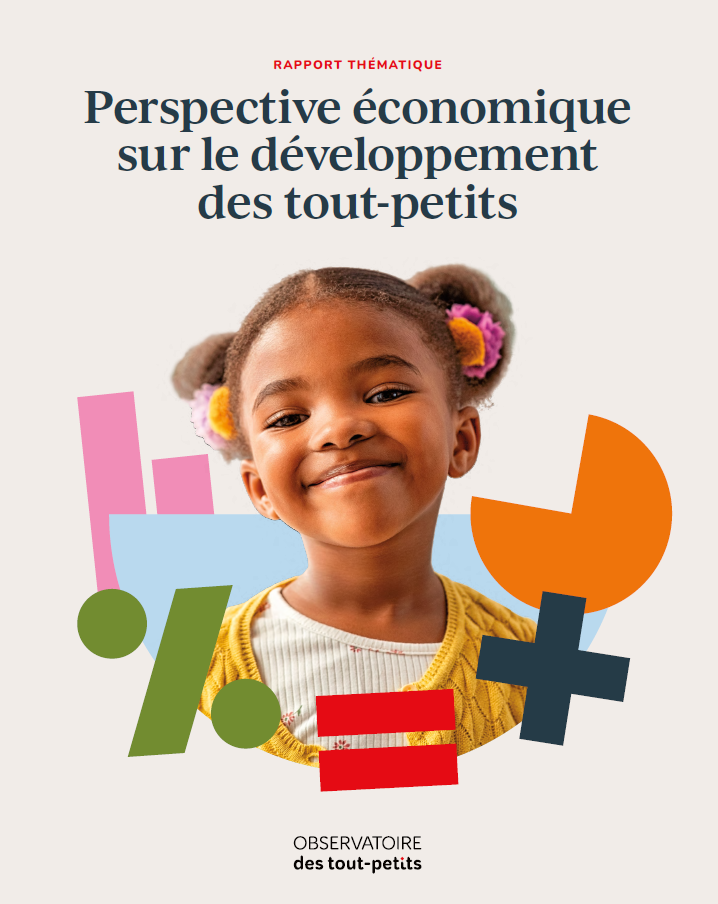 RAPPORT THÉMATIQUE
Perspective économique
sur le développement
des tout-petits
OBSERVATOIRE
des tout-petits